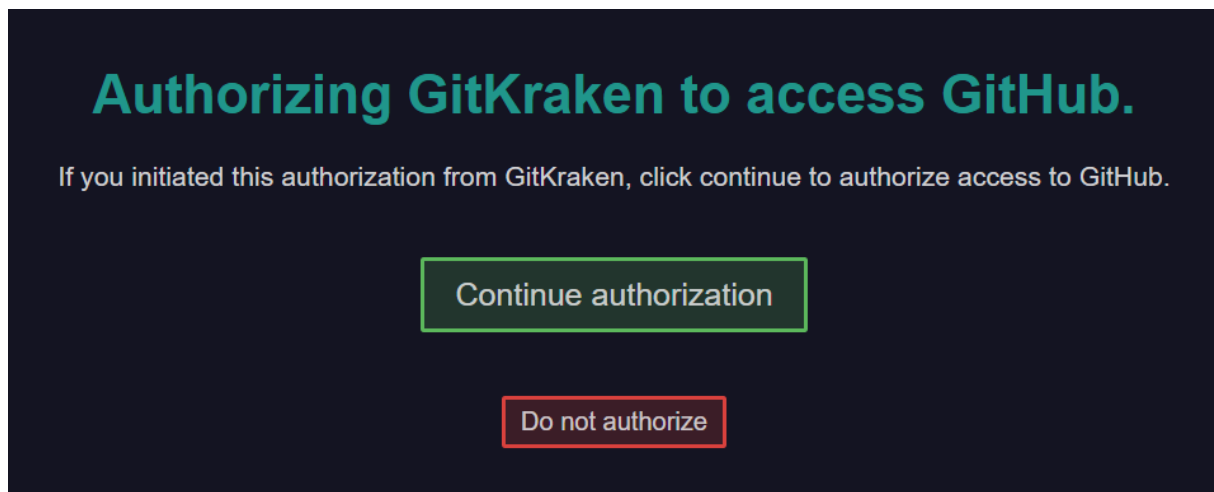 Authorizing GitKraken to access GitHub.
If you initiated this authorization from GitKraken, click continue to authorize access to GitHub.
Continue authorization
Do not authorize